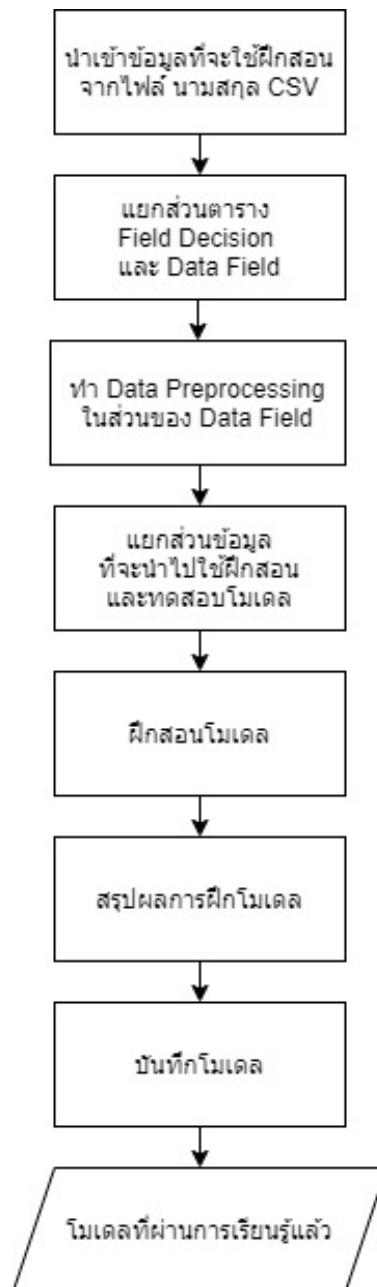 นำเข้าข้อมูลที่จะใช้ฝึกสอน
จากไฟล์ นามสกุล CSV
แยกส่วนตาราง
Field Decision
และ Data Field
ทำ Data Preprocessing
ในส่วนของ Data Field
แยกส่วนข้อมูล
ที่จะนำไปใช้ฝึกสอน
และทดสอบโมเดล
ฝึกสอนโมเดล
สรุปผลการฝึกโมเดล
บันทึกโมเดล
โมเดลที่ผ่านการเรียนรู้แล้ว